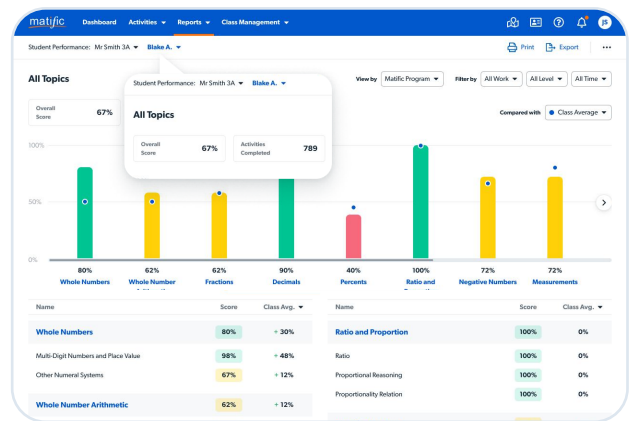 matific Dashboard Activities Reports Class Management JS
Student Performance: Mr Smith 3A Blake A. Print Export
All Topics
View by Matific Program Filter by All Work All Level All Time
Overall Score 67%
Compared with Class Average
Student Performance: Mr Smith 3A Blake A.
All Topics
Overall Score 67%
Activities Completed 789
100%
50%
0%
80% 62% 62% 90% 40% 100% 72% 72%
Whole Numbers Whole Number Fractions Decimals Percents Ratio and Negative Numbers Measurements
Name Score Class Avg.
Whole Numbers 80% + 30%
Multi-Digit Numbers and Place Value 98% + 48%
Other Numeral Systems 67% + 12%
Whole Number Arithmetic 62% + 12%
Name Score Class Avg.
Ratio and Proportion 100% 0%
Ratio 100% 0%
Proportional Reasoning 100% 0%
Proportionality Relation 100% 0%